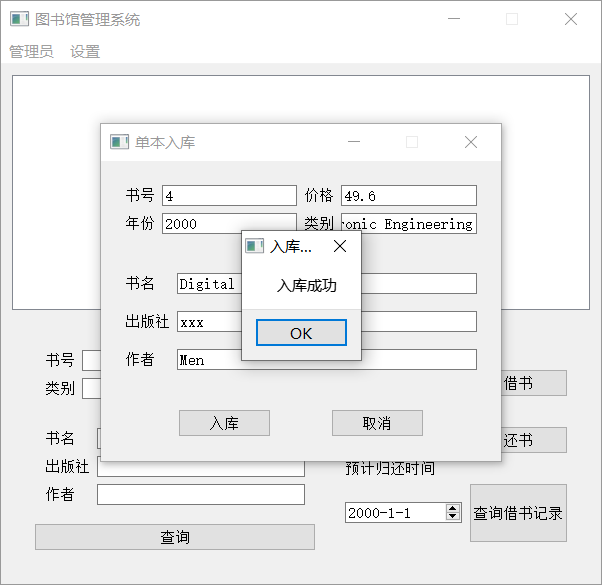 图书馆管理系统
管理员 设置
单本入库
书号 4 价格 49.6
年份 2000 类别 ronic Engineering
入库...
入库成功
OK
书名 Digital
出版社 xxx
作者 Men
入库 取消
书号
类别
借书
书名
还书
出版社
预计归还时间
作者
2000-1-1
查询借书记录
查询